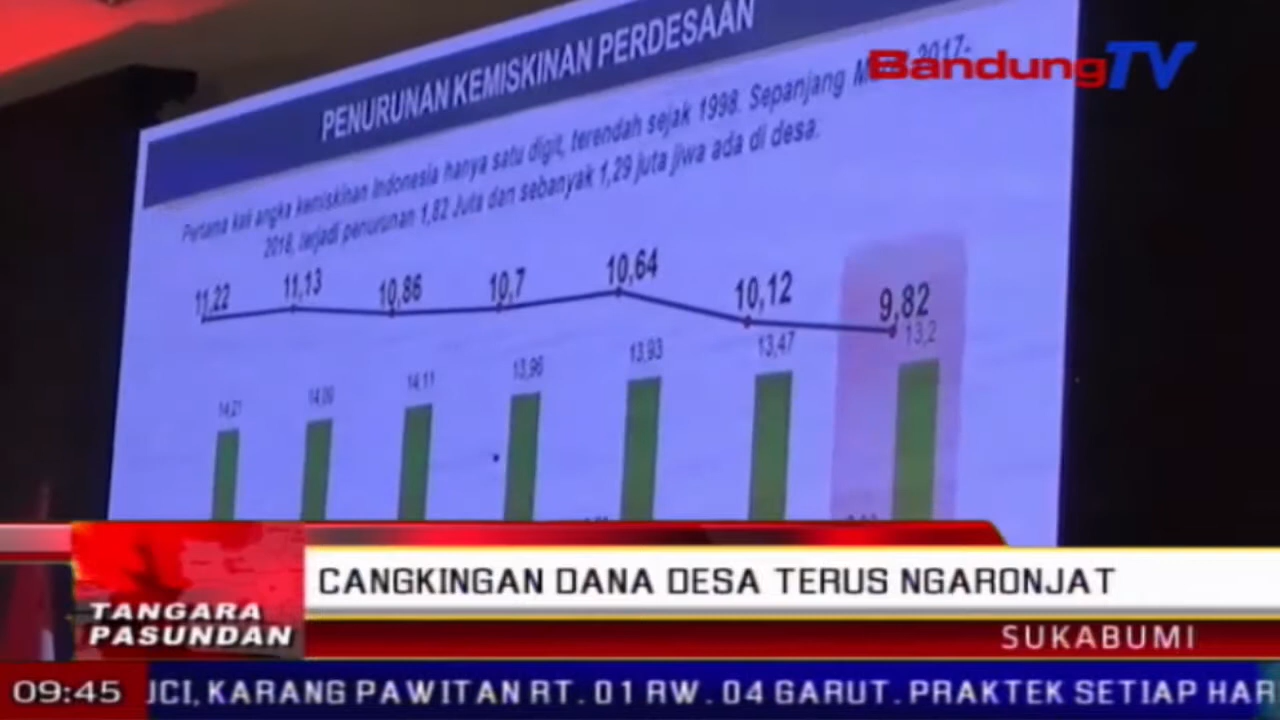 BandungTV
PENURUNAN KEMISKINAN PERDESAAN
Pertama kali angka kemiskinan Indonesia hanya satu digit, terendah sejak 1998. Sepanjang 2017-
2018, terjadi penurunan 1,82 Juta dan sebanyak 1,29 juta jiwa ada di desa.
11,22 11,13 10,86 10,7 10,64 10,12 9,82
14,21 14,09 14,11 13,96 13,93 13,47 13,2
CANGKINGAN DANA DESA TERUS NGARONJAT
TANGARA
PASUNDAN
SUKABUMI
09:45 UCI, KARANG PAWITAN RT. 01 RW. 04 GARUT. PRAKTEK SETIAP HAR